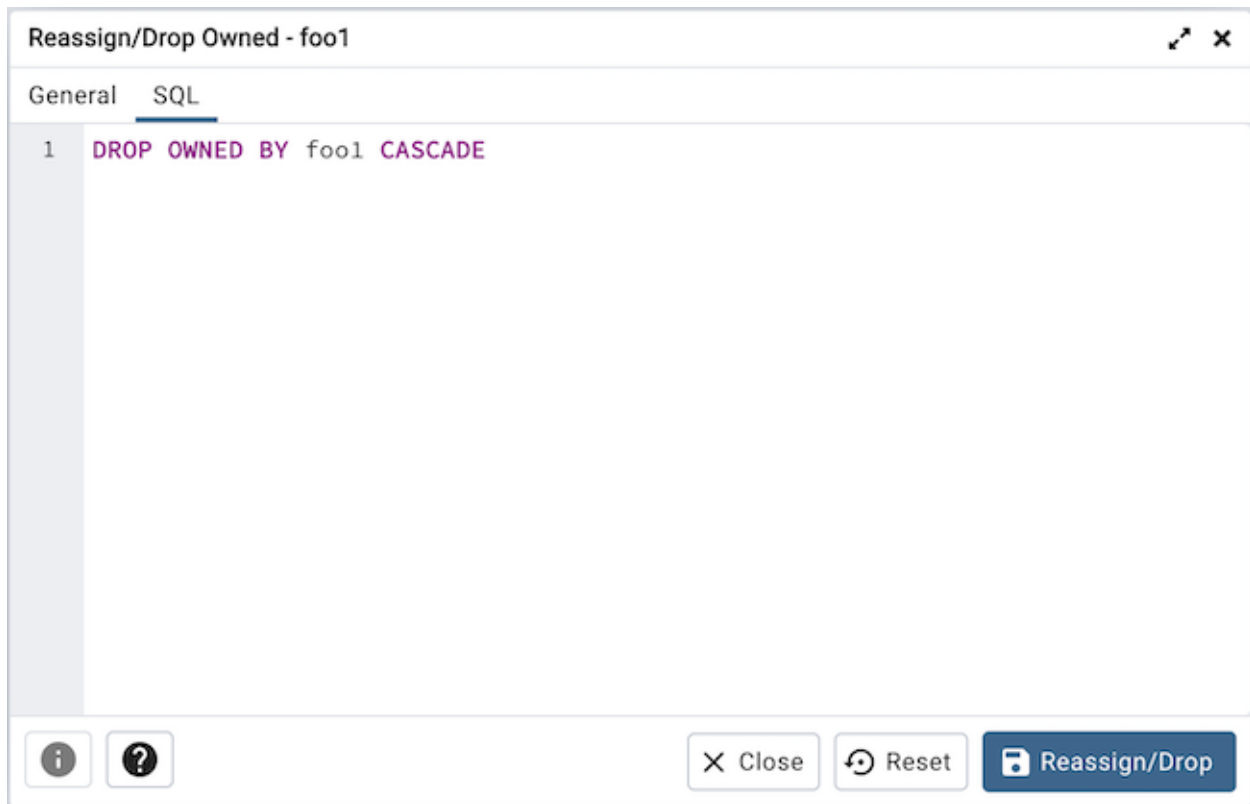 Reassign/Drop Owned - foo1
General SQL
1 DROP OWNED BY foo1 CASCADE
Close Reset Reassign/Drop